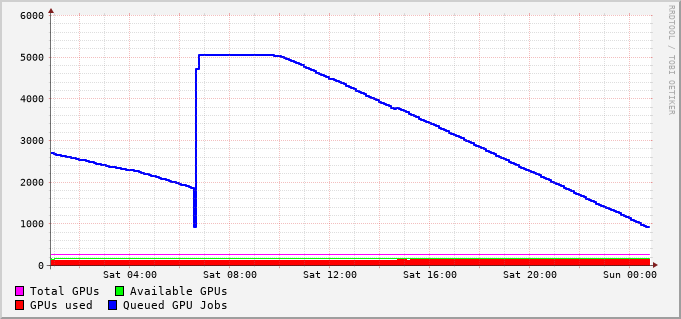 6000
5000
4000
3000
2000
1000
0
Sat 04:00 Sat 08:00 Sat 12:00 Sat 16:00 Sat 20:00 Sun 00:00
Total GPUs Available GPUs
GPUs used Queued GPU Jobs
RRDTOOL / TOBI OETIKER